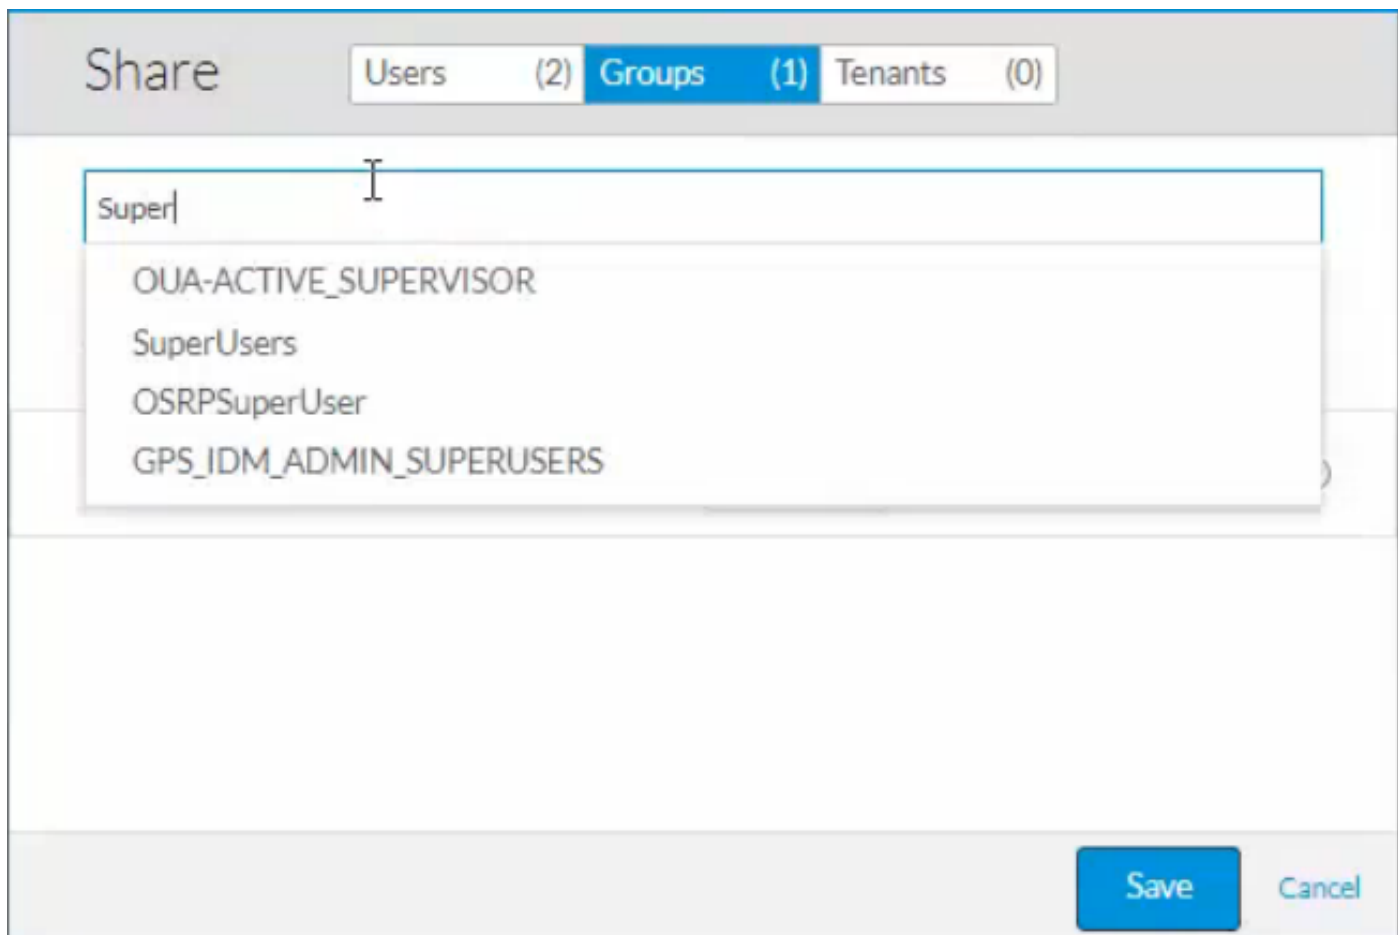 Share Users (2) Groups (1) Tenants (0)
Super
OUA-ACTIVE_SUPERVISOR
SuperUsers
OSRPSuperUser
GPS_IDM_ADMIN_SUPERUSERS
Save Cancel